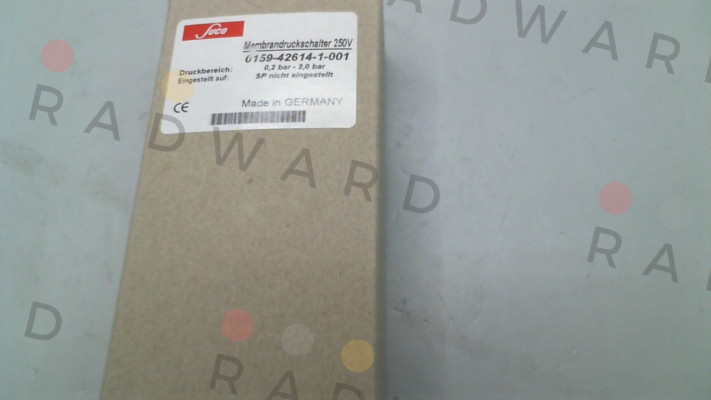 Suco
Membrandruckschalter 250V
0159-42614-1-001
Druckbereich: 0,2 bar - 2,0 bar
Eingestellt auf: SP nicht eingestellt
CE Made in GERMANY
RADWARD
RADWARD
RA
D
RADWARD